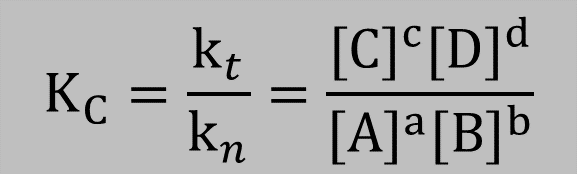 K_C = k_t / k_n = [C]^c [D]^d / [A]^a [B]^b